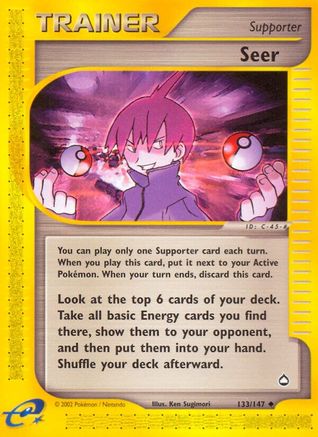 TRAINER
Supporter
Seer
ID: C-45-#
You can play only one Supporter card each turn.
When you play this card, put it next to your Active
Pokémon. When your turn ends, discard this card.
Look at the top 6 cards of your deck.
Take all basic Energy cards you find
there, show them to your opponent,
and then put them into your hand.
Shuffle your deck afterward.
© 2002 Pokémon / Nintendo
Illus. Ken Sugimori
133/147
e